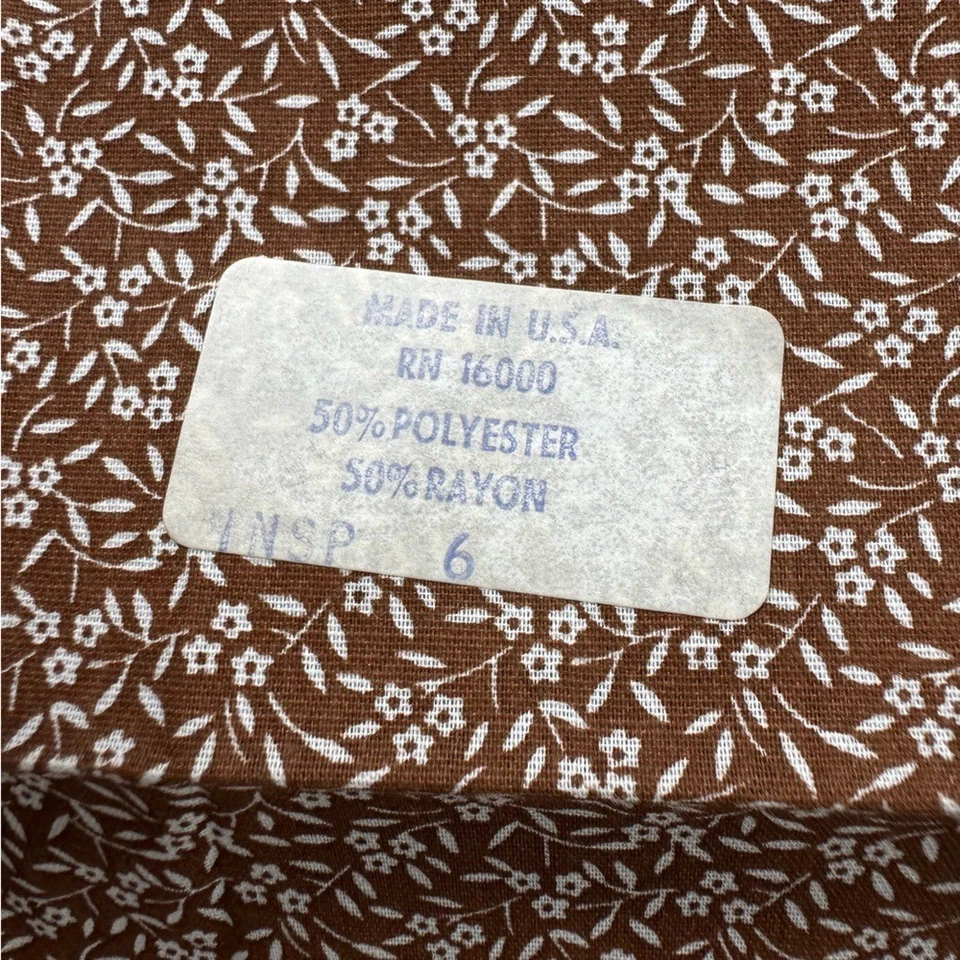 MADE IN U.S.A.
RN 16000
50% POLYESTER
50% RAYON
INSP 6